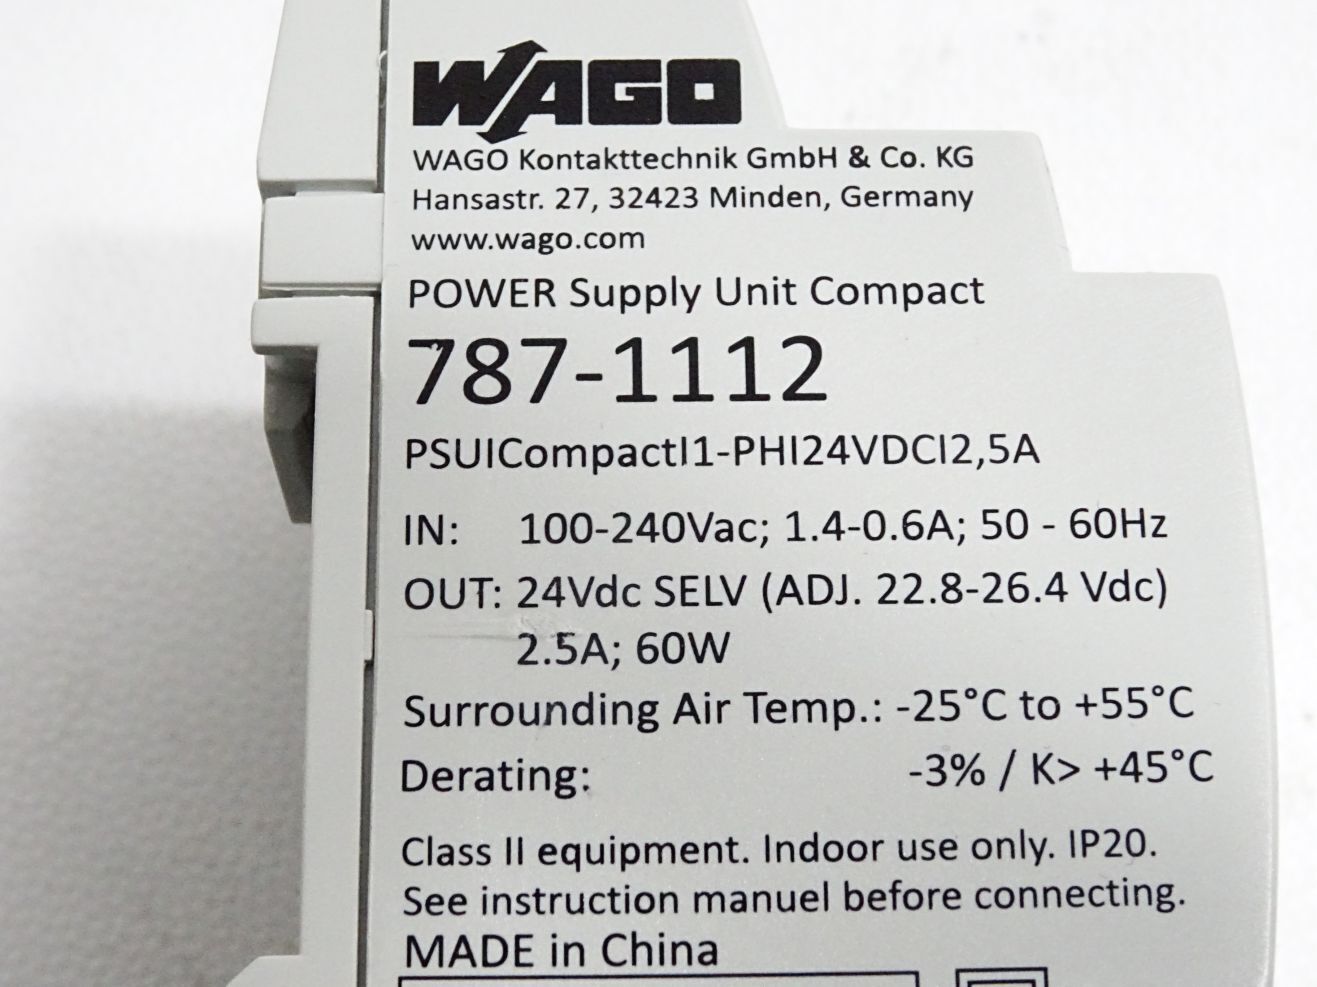 WAGO
WAGO Kontakttechnik GmbH & Co. KG
Hansastr. 27, 32423 Minden, Germany
www.wago.com
POWER Supply Unit Compact
787-1112
PSUICompactI1-PHI24VDCI2,5A
IN: 100-240Vac; 1.4-0.6A; 50 - 60Hz
OUT: 24Vdc SELV (ADJ. 22.8-26.4 Vdc)
2.5A; 60W
Surrounding Air Temp.: -25°C to +55°C
Derating: -3% / K> +45°C
Class II equipment. Indoor use only. IP20.
See instruction manuel before connecting.
MADE in China